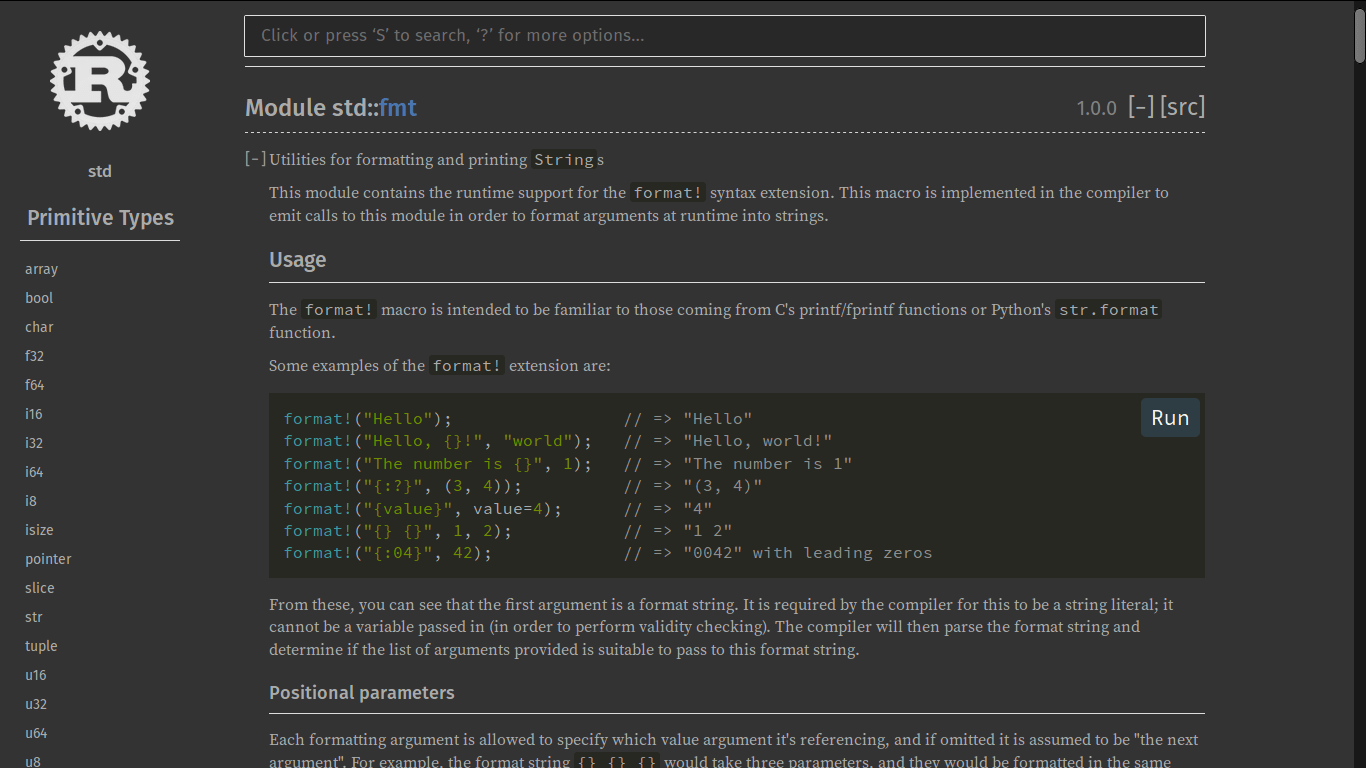 Click or press ‘S’ to search, ‘?’ for more options...
R
std
Primitive Types
array
bool
char
f32
f64
i16
i32
i64
i8
isize
pointer
slice
str
tuple
u16
u32
u64
u8
Module std::fmt
1.0.0 [-] [src]
[-] Utilities for formatting and printing Strings
This module contains the runtime support for the format! syntax extension. This macro is implemented in the compiler to
emit calls to this module in order to format arguments at runtime into strings.
Usage
The format! macro is intended to be familiar to those coming from C's printf/fprintf functions or Python's str.format
function.
Some examples of the format! extension are:
Run
format!("Hello");                 // => "Hello"
format!("Hello, {}!", "world");   // => "Hello, world!"
format!("The number is {}", 1);   // => "The number is 1"
format!("{:?}", (3, 4));          // => "(3, 4)"
format!("{value}", value=4);      // => "4"
format!("{} {}", 1, 2);           // => "1 2"
format!("{:04}", 42);             // => "0042" with leading zeros
From these, you can see that the first argument is a format string. It is required by the compiler for this to be a string literal; it
cannot be a variable passed in (in order to perform validity checking). The compiler will then parse the format string and
determine if the list of arguments provided is suitable to pass to this format string.
Positional parameters
Each formatting argument is allowed to specify which value argument it's referencing, and if omitted it is assumed to be "the next
argument". For example, the format string {} {} {} would take three parameters, and they would be formatted in the same